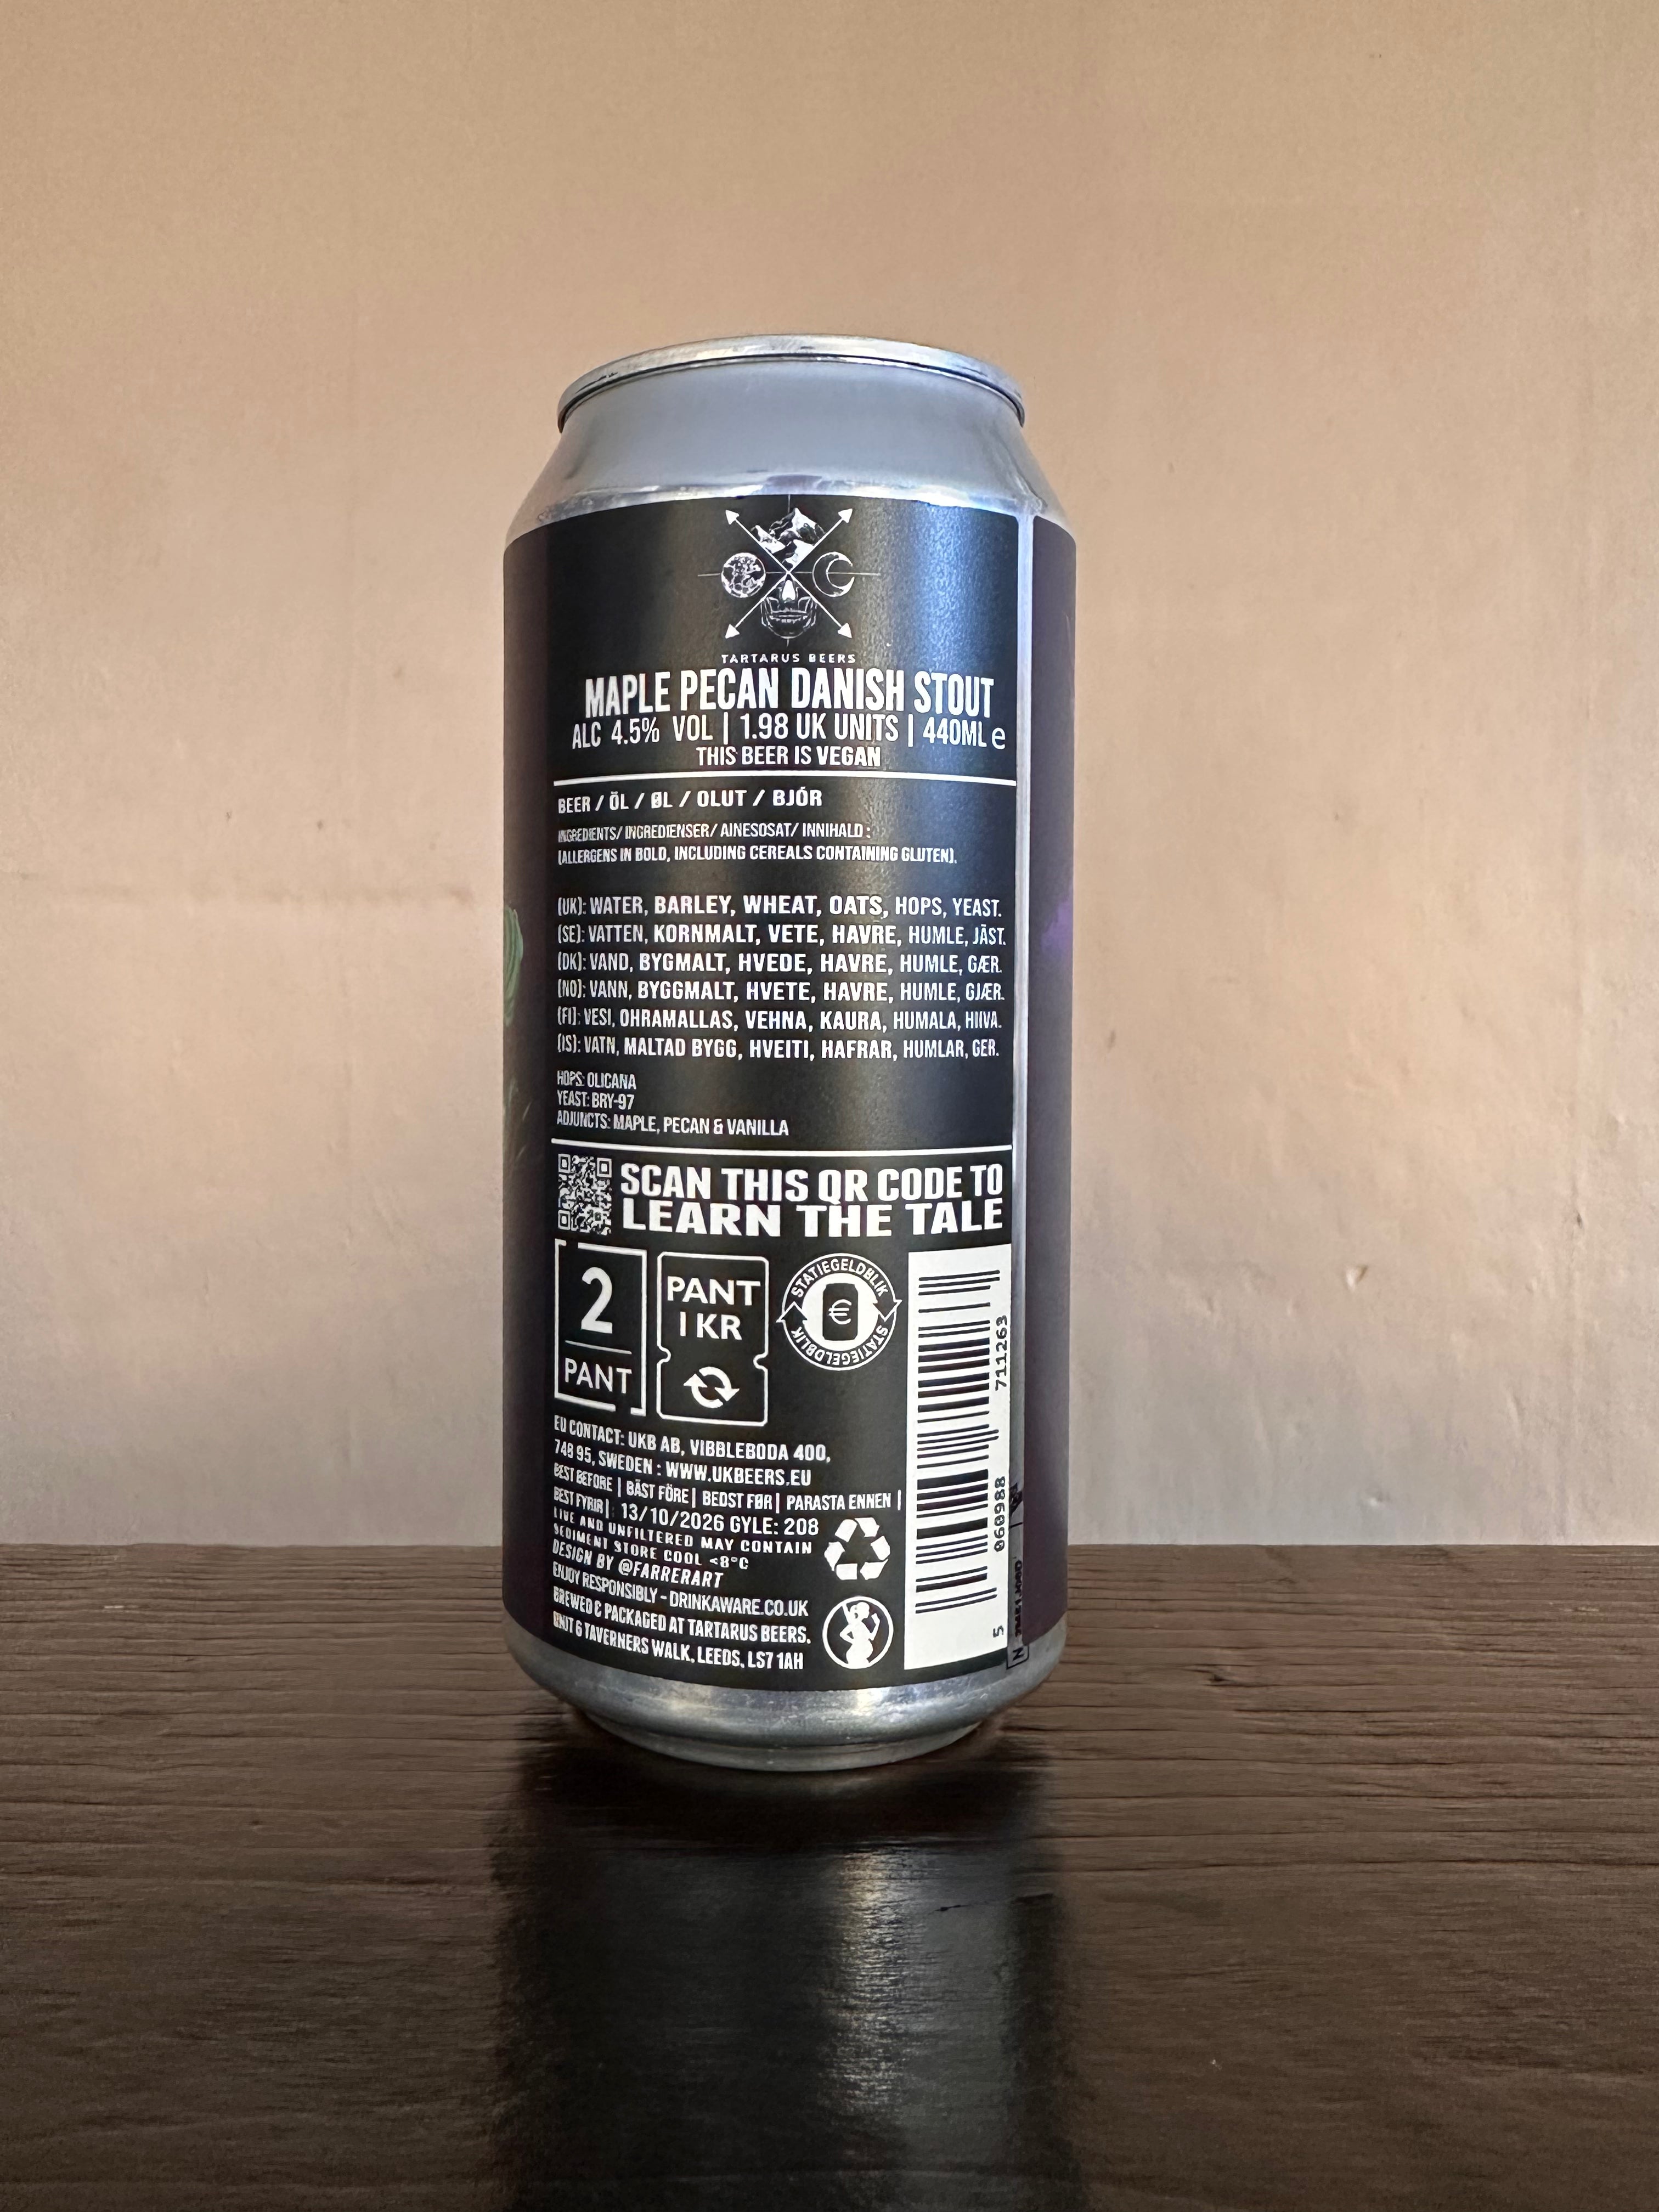 TARTARUS BEERS
MAPLE PECAN DANISH STOUT
ALC 4.5% VOL | 1.98 UK UNITS | 440ML e
THIS BEER IS VEGAN
BEER / ÖL / ØL / OLUT / BJÓR
INGREDIENTS/ INGREDIENSER/ AINESOSAT/ INNIHALD :
(ALLERGENS IN BOLD, INCLUDING CEREALS CONTAINING GLUTEN).
(UK): WATER, BARLEY, WHEAT, OATS, HOPS, YEAST.
(SE): VATTEN, KORNMALT, VETE, HAVRE, HUMLE, JÄST.
(DK): VAND, BYGMALT, HVEDE, HAVRE, HUMLE, GÆR.
(NO): VANN, BYGGMALT, HVETE, HAVRE, HUMLE, GJÆR.
(FI): VESI, OHRAMALLAS, VEHNA, KAURA, HUMALA, HIIVA.
(IS): VATN, MALTAD BYGG, HVEITI, HAFRAR, HUMLAR, GER.
HOPS: OLICANA
YEAST: BRY-97
ADJUNCTS: MAPLE, PECAN & VANILLA
SCAN THIS QR CODE TO
LEARN THE TALE
2
PANT
PANT
1 KR
STATIEGELDBLIK
€
STATIEGELDBLIK
5 060988 711263
EU CONTACT: UKB AB, VIBBLEBODA 400,
748 95, SWEDEN : WWW.UKBEERS.EU
BEST BEFORE | BÄST FÖRE | BEDST FØR | PARASTA ENNEN |
BEST FYRIR | 13/10/2026 GYLE: 208
LIVE AND UNFILTERED MAY CONTAIN
SEDIMENT STORE COOL <8°C
DESIGN BY @FARRERART
ENJOY RESPONSIBLY - DRINKAWARE.CO.UK
BREWED & PACKAGED AT TARTARUS BEERS.
UNIT 6 TAVERNERS WALK, LEEDS, LS7 1AH